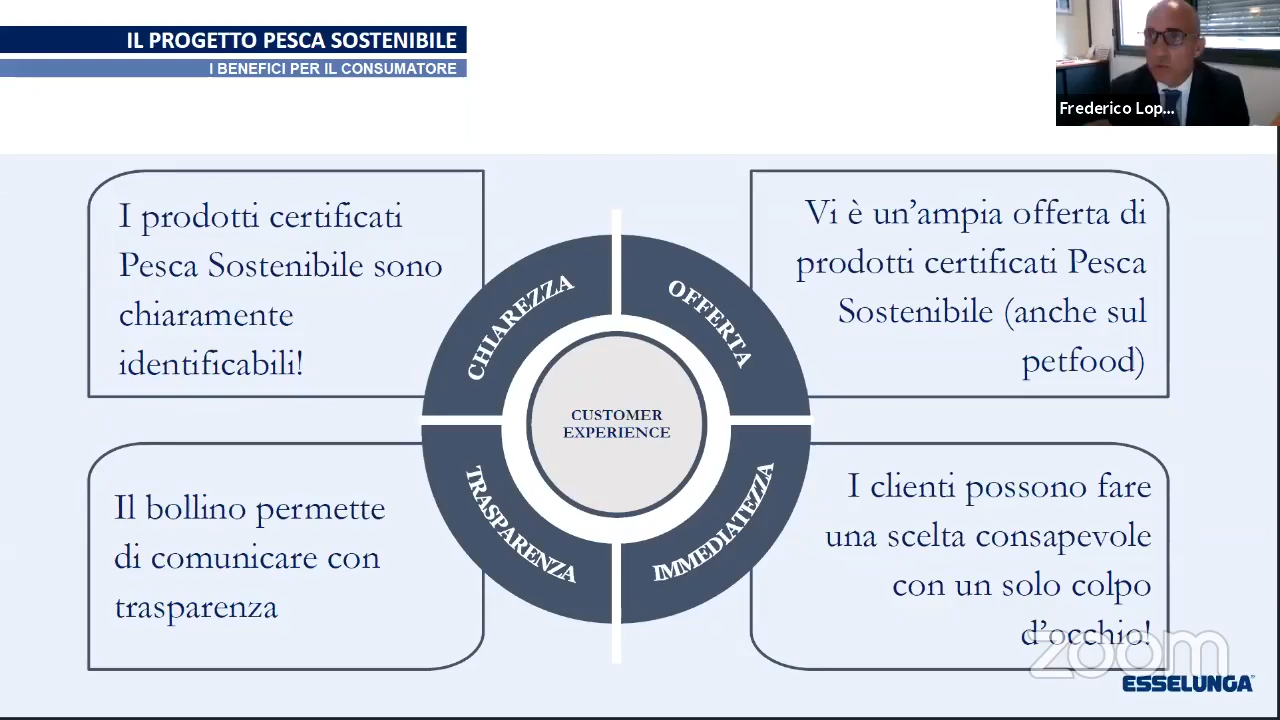 IL PROGETTO PESCA SOSTENIBILE
I BENEFICI PER IL CONSUMATORE
Frederico Lop...
I prodotti certificati
Pesca Sostenibile sono
chiaramente
identificabili!
Vi è un’ampia offerta di
prodotti certificati Pesca
Sostenibile (anche sul
petfood)
CHIAREZZA
OFFERTA
CUSTOMER
EXPERIENCE
TRASPARENZA
IMMEDIATEZZA
Il bollino permette
di comunicare con
trasparenza
I clienti possono fare
una scelta consapevole
con un solo colpo
d’occhio!
zoom
ESSELUNGA